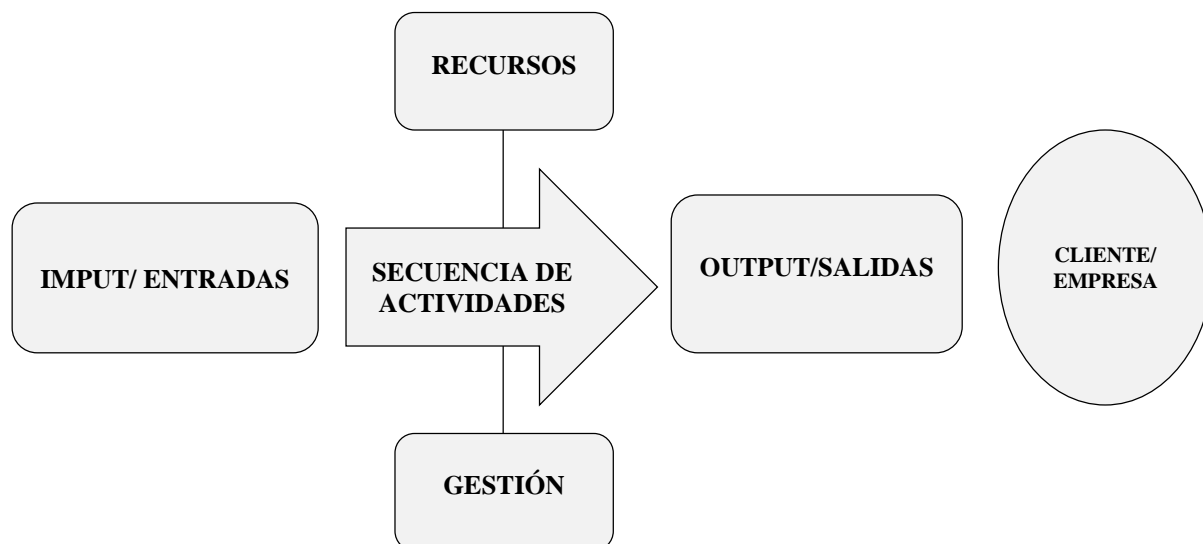 RECURSOS
IMPUT/ ENTRADAS
SECUENCIA DE
ACTIVIDADES
OUTPUT/SALIDAS
CLIENTE/
EMPRESA
GESTIÓN